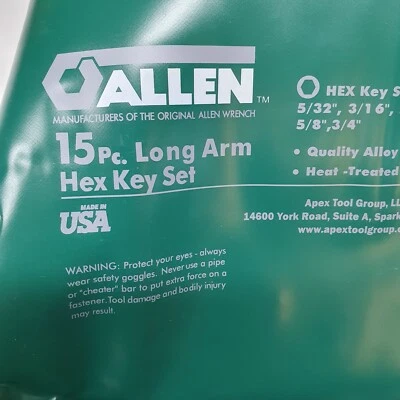 ALLEN™
MANUFACTURERS OF THE ORIGINAL ALLEN WRENCH
15 Pc. Long Arm
Hex Key Set
MADE IN
USA
WARNING: Protect your eyes - always
wear safety goggles. Never use a pipe
or "cheater" bar to put extra force on a
fastener. Tool damage and bodily injury
may result.
HEX Key S
5/32", 3/16",
5/8", 3/4"
• Quality Alloy
• Heat -Treated
Apex Tool Group, LL
14600 York Road, Suite A, Spark
www.apextoolgroup.c